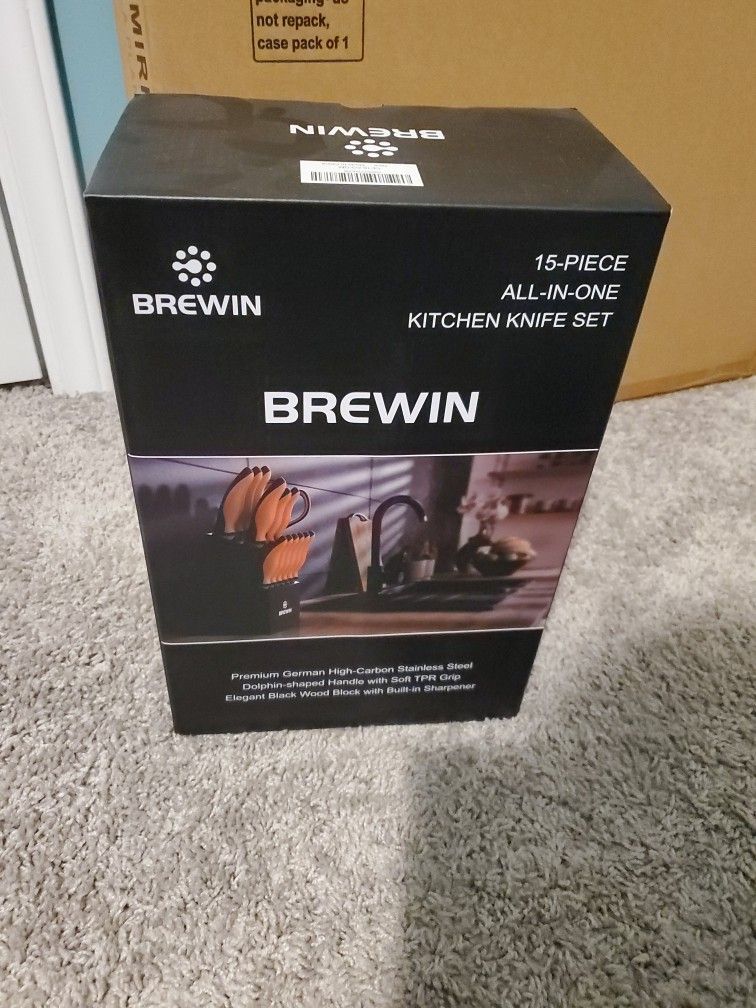 packaging- do
not repack,
case pack of 1
MIR
BREWIN
BREWIN
15-PIECE
ALL-IN-ONE
KITCHEN KNIFE SET
BREWIN
BREWIN
Premium German High-Carbon Stainless Steel
Dolphin-shaped Handle with Soft TPR Grip
Elegant Black Wood Block with Built-in Sharpener